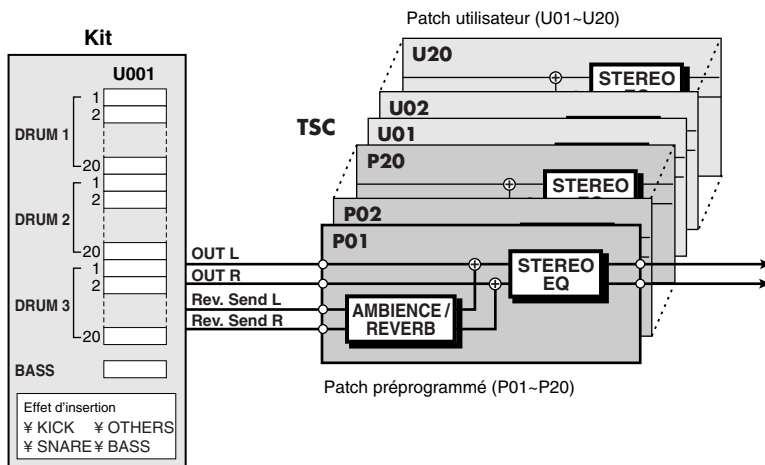 Patch utilisateur (U01~U20)
Kit
U001
1
2
DRUM 1
20
1
2
DRUM 2
20
1
2
DRUM 3
20
BASS
Effet d'insertion
¥ KICK ¥ OTHERS
¥ SNARE ¥ BASS
OUT L
OUT R
Rev. Send L
Rev. Send R
TSC
U20
STEREO
EQ
U02
U01
P20
STEREO
EQ
P02
P01
STEREO
EQ
AMBIENCE /
REVERB
Patch préprogrammé (P01~P20)